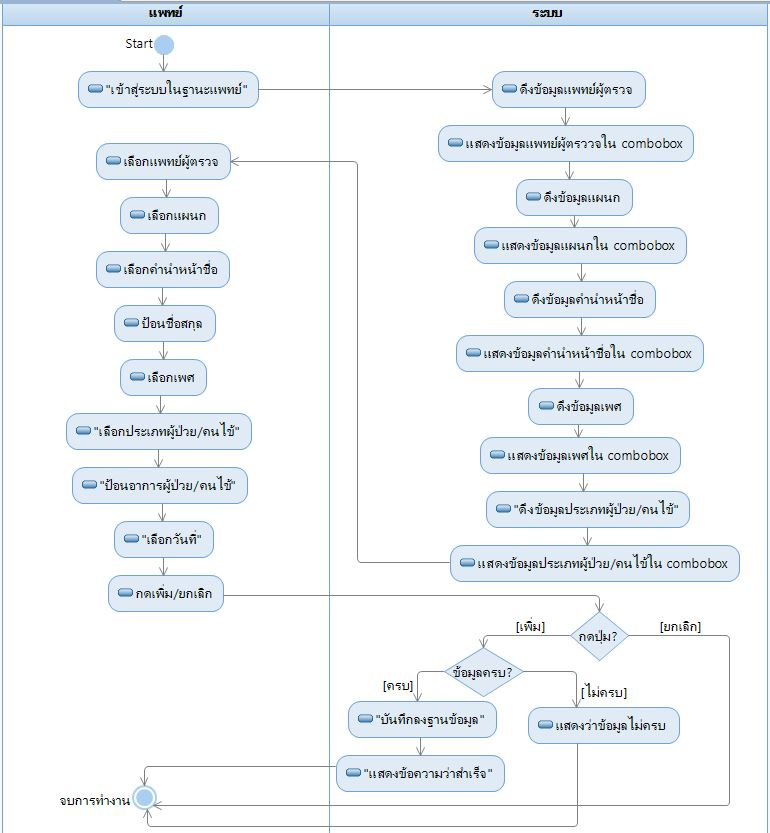 แพทย์
ระบบ
Start
"เข้าสู่ระบบในฐานะแพทย์"
ดึงข้อมูลแพทย์ผู้ตรวจ
แสดงข้อมูลแพทย์ผู้ตรววจใน combobox
ดึงข้อมูลแผนก
แสดงข้อมูลแผนกใน combobox
ดึงข้อมูลคำนำหน้าชื่อ
แสดงข้อมูลคำนำหน้าชื่อใน combobox
ดึงข้อมูลเพศ
แสดงข้อมูลเพศใน combobox
"ดึงข้อมูลประเภทผู้ป่วย/คนไข้"
แสดงข้อมูลประเภทผู้ป่วย/คนไข้ใน combobox
เลือกแพทย์ผู้ตรวจ
เลือกแผนก
เลือกคำนำหน้าชื่อ
ป้อนชื่อสกุล
เลือกเพศ
"เลือกประเภทผู้ป่วย/คนไข้"
"ป้อนอาการผู้ป่วย/คนไข้"
"เลือกวันที่"
กดเพิ่ม/ยกเลิก
กดปุ่ม?
[เพิ่ม]
[ยกเลิก]
ข้อมูลครบ?
[ครบ]
[ไม่ครบ]
"บันทึกลงฐานข้อมูล"
แสดงว่าข้อมูลไม่ครบ
"แสดงข้อความว่าสำเร็จ"
จบการทำงาน